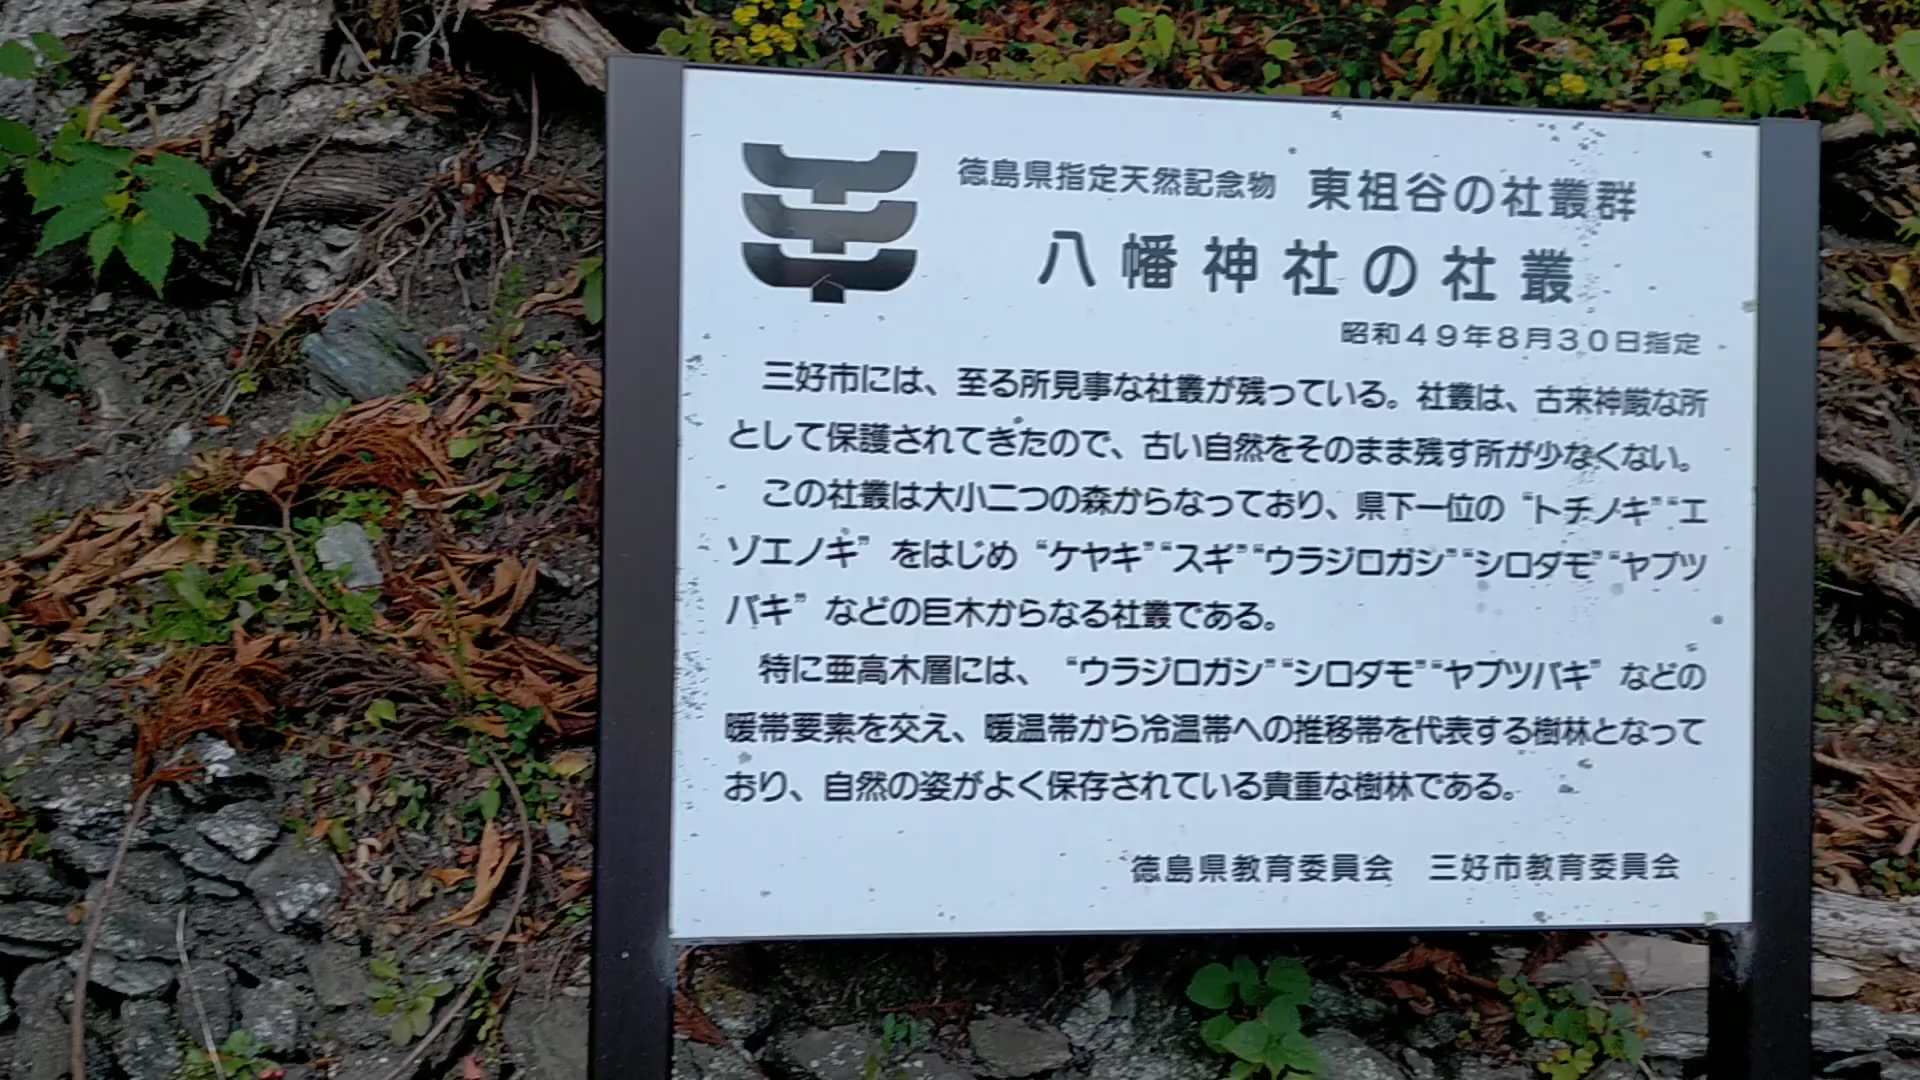 徳島県指定天然記念物 東祖谷の社叢群
八幡神社の社叢
昭和49年8月30日指定
三好市には、至る所見事な社叢が残っている。社叢は、古来神厳な所
として保護されてきたので、古い自然をそのまま残す所が少なくない。
この社叢は大小二つの森からなっており、県下一位の“トチノキ”“エ
ゾエノキ”をはじめ“ケヤキ”“スギ”“ウラジロガシ”“シロダモ”“ヤブツ
バキ”などの巨木からなる社叢である。
特に亜高木層には、“ウラジロガシ”“シロダモ”“ヤブツバキ”などの
暖帯要素を交え、暖温帯から冷温帯への推移帯を代表する樹林となって
おり、自然の姿がよく保存されている貴重な樹林である。
徳島県教育委員会 三好市教育委員会